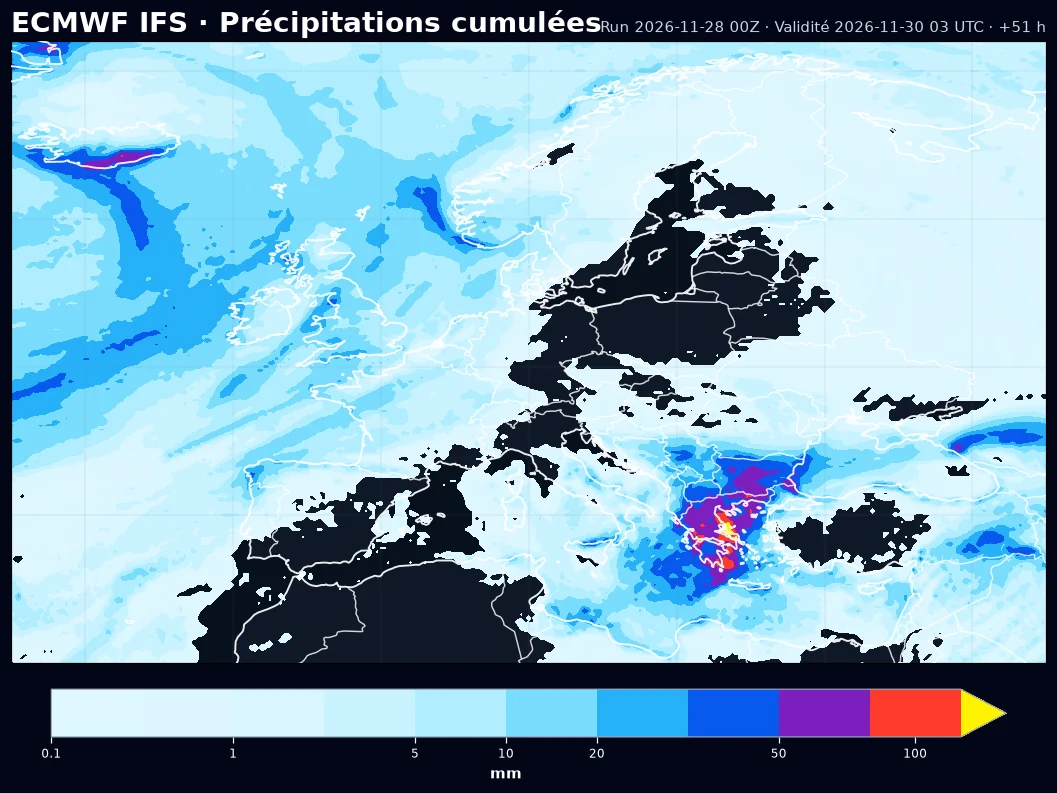 ECMWF IFS · Précipitations cumulées
Run 2026-11-28 00Z · Validité 2026-11-30 03 UTC · +51 h
0.1 1 5 10 20 50 100
mm